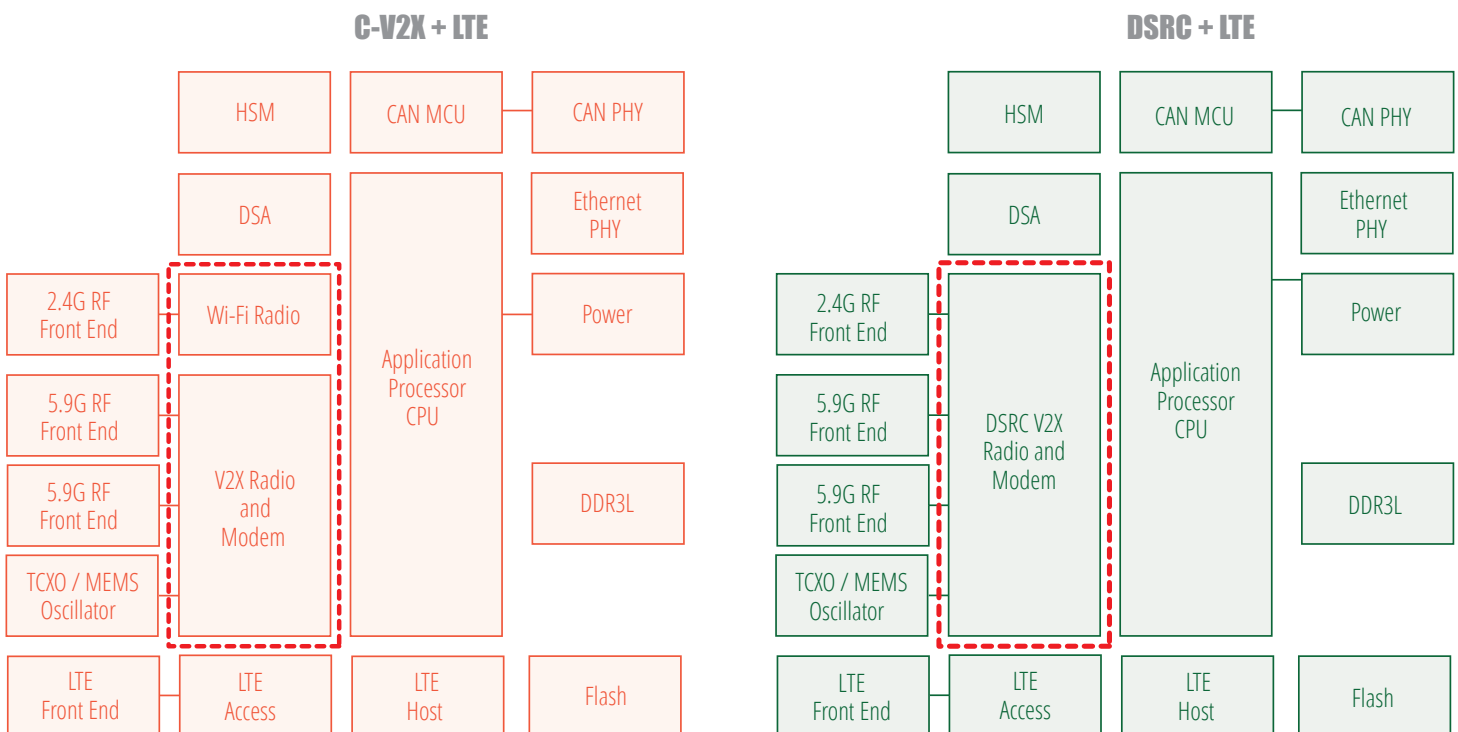 C-V2X + LTE
HSM
CAN MCU
CAN PHY
DSA
Ethernet
PHY
2.4G RF
Front End
Wi-Fi Radio
Application
Processor
CPU
Power
5.9G RF
Front End
V2X Radio
and
Modem
5.9G RF
Front End
DDR3L
TCXO / MEMS
Oscillator
LTE
Front End
LTE
Access
LTE
Host
Flash
DSRC + LTE
HSM
CAN MCU
CAN PHY
DSA
Ethernet
PHY
2.4G RF
Front End
DSRC V2X
Radio and
Modem
Application
Processor
CPU
Power
5.9G RF
Front End
5.9G RF
Front End
DDR3L
TCXO / MEMS
Oscillator
LTE
Front End
LTE
Access
LTE
Host
Flash